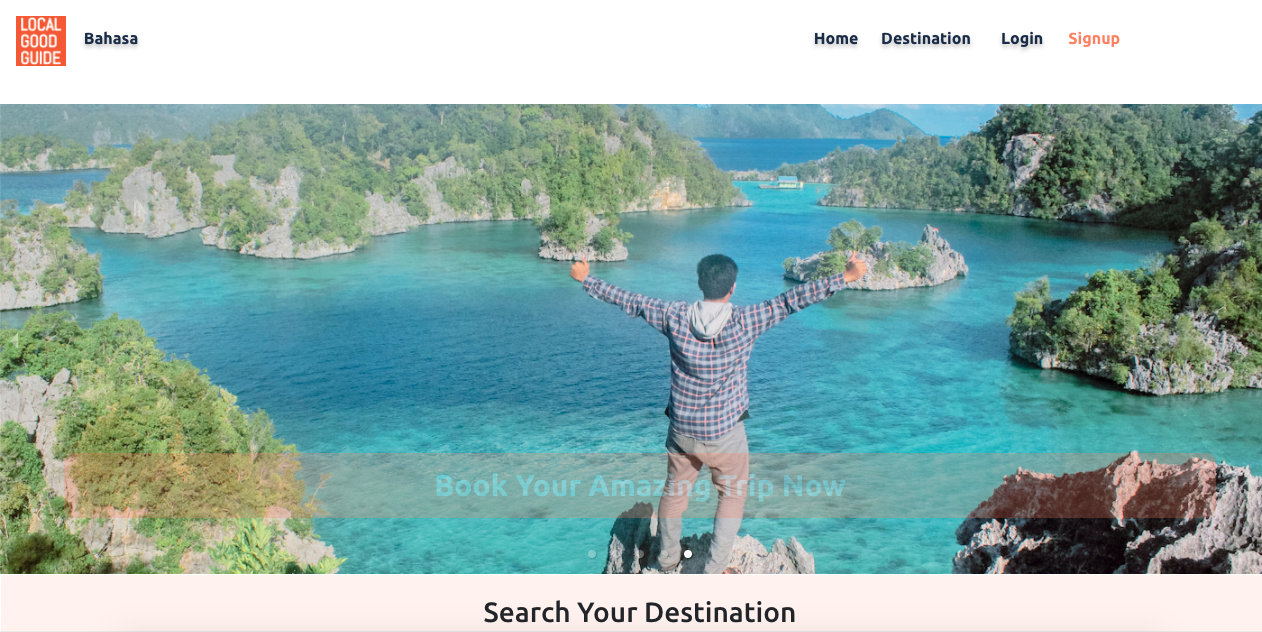 LOCAL
GOOD
GUIDE
Bahasa
Home
Destination
Login
Signup
Book Your Amazing Trip Now
Search Your Destination